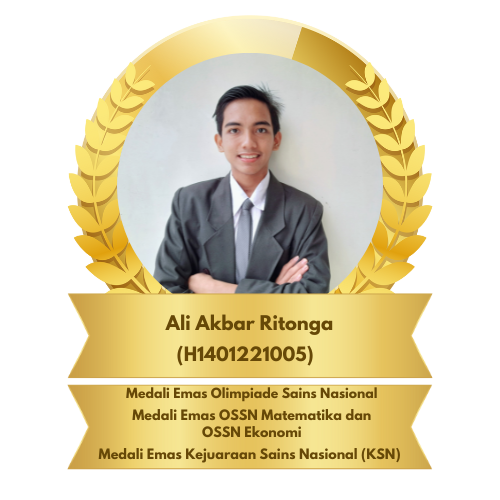 Ali Akbar Ritonga
(H1401221005)
Medali Emas Olimpiade Sains Nasional
Medali Emas OSSN Matematika dan
OSSN Ekonomi
Medali Emas Kejuaraan Sains Nasional (KSN)